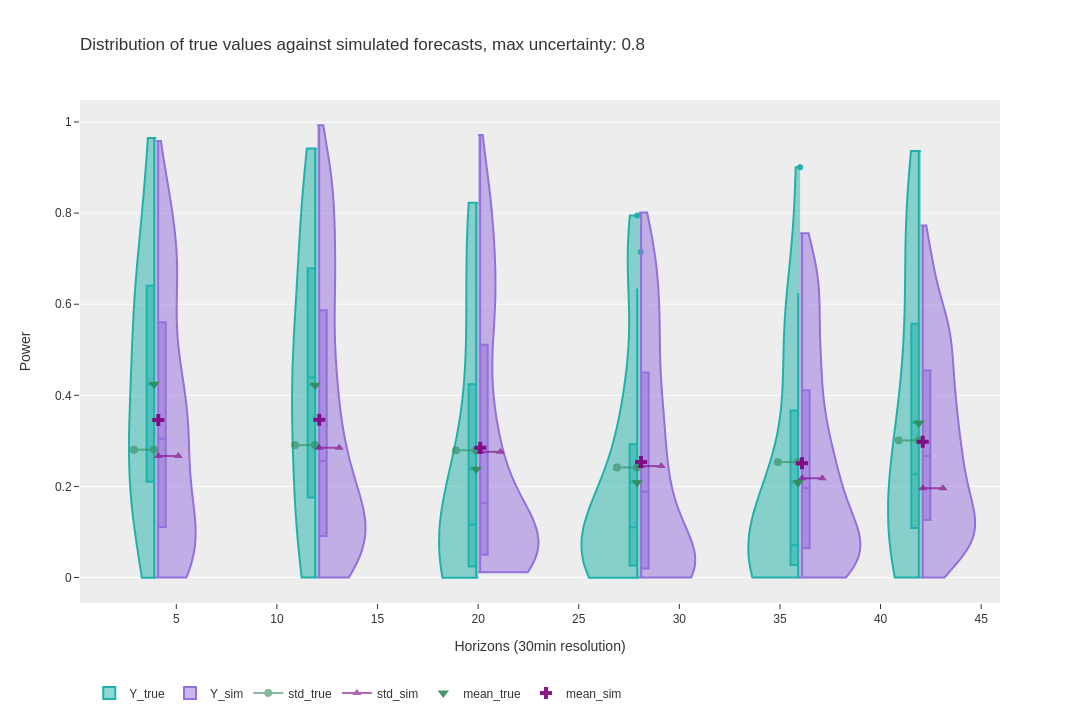 Distribution of true values against simulated forecasts, max uncertainty: 0.8
1
0.8
0.6
0.4
0.2
0
Power
5 10 15 20 25 30 35 40 45
Horizons (30min resolution)
Y_true Y_sim std_true std_sim mean_true mean_sim